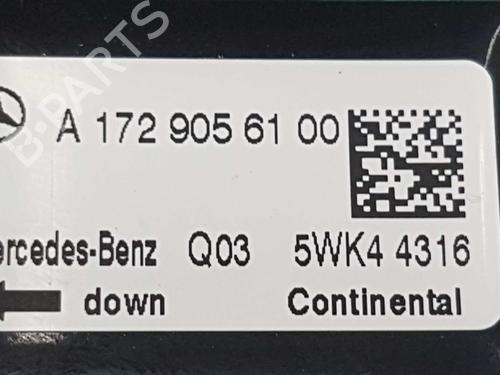 A 172 905 61 00
ercedes-Benz Q03 5WK4 4316
down Continental
B-PARTS